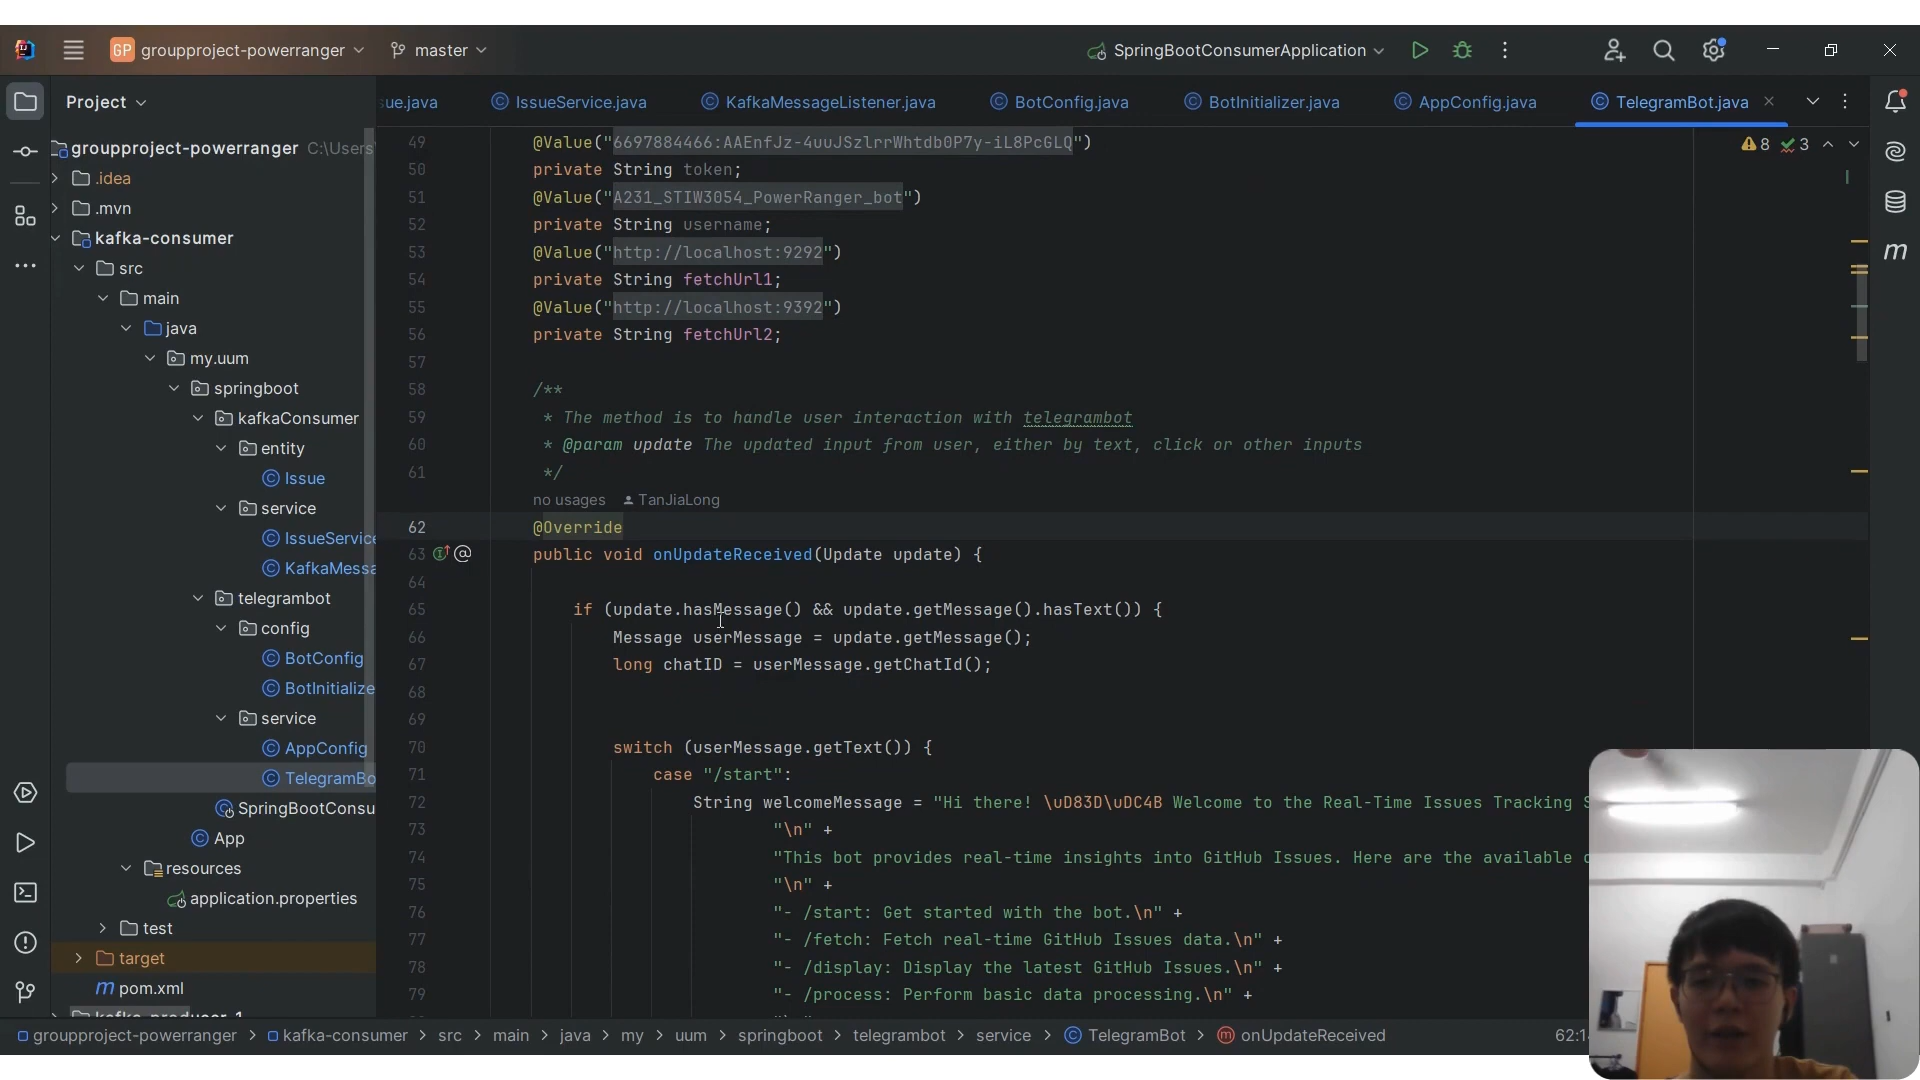 GP groupproject-powerranger master SpringBootConsumerApplication
Project
sue.java IssueService.java KafkaMessageListener.java BotConfig.java BotInitializer.java AppConfig.java TelegramBot.java
groupproject-powerranger C:\Users
.idea
.mvn
kafka-consumer
src
main
java
my.uum
springboot
kafkaConsumer
entity
Issue
service
IssueService
KafkaMessa
telegrambot
config
BotConfig
BotInitialize
service
AppConfig
TelegramBo
SpringBootConsu
App
resources
application.properties
test
target
m pom.xml
kafka-producer-1
8 3
49 @Value("6697884466:AAEnfJz-4uuJSzlrrWhtdb0P7y-iL8PcGLQ")
50 private String token;
51 @Value("A231_STIW3054_PowerRanger_bot")
52 private String username;
53 @Value("http://localhost:9292")
54 private String fetchUrl1;
55 @Value("http://localhost:9392")
56 private String fetchUrl2;
57
58 /**
59 * The method is to handle user interaction with telegrambot
60 * @param update The updated input from user, either by text, click or other inputs
61 */
no usages TanJiaLong
62 @Override
63 public void onUpdateReceived(Update update) {
64
65 if (update.hasMessage() && update.getMessage().hasText()) {
66 Message userMessage = update.getMessage();
67 long chatID = userMessage.getChatId();
68
69
70 switch (userMessage.getText()) {
71 case "/start":
72 String welcomeMessage = "Hi there! \uD83D\uDC4B Welcome to the Real-Time Issues Tracking S
73 "\n" +
74 "This bot provides real-time insights into GitHub Issues. Here are the available
75 "\n" +
76 "- /start: Get started with the bot.\n" +
77 "- /fetch: Fetch real-time GitHub Issues data.\n" +
78 "- /display: Display the latest GitHub Issues.\n" +
79 "- /process: Perform basic data processing.\n" +
groupproject-powerranger > kafka-consumer > src > main > java > my > uum > springboot > telegrambot > service > TelegramBot > onUpdateReceived 62:1